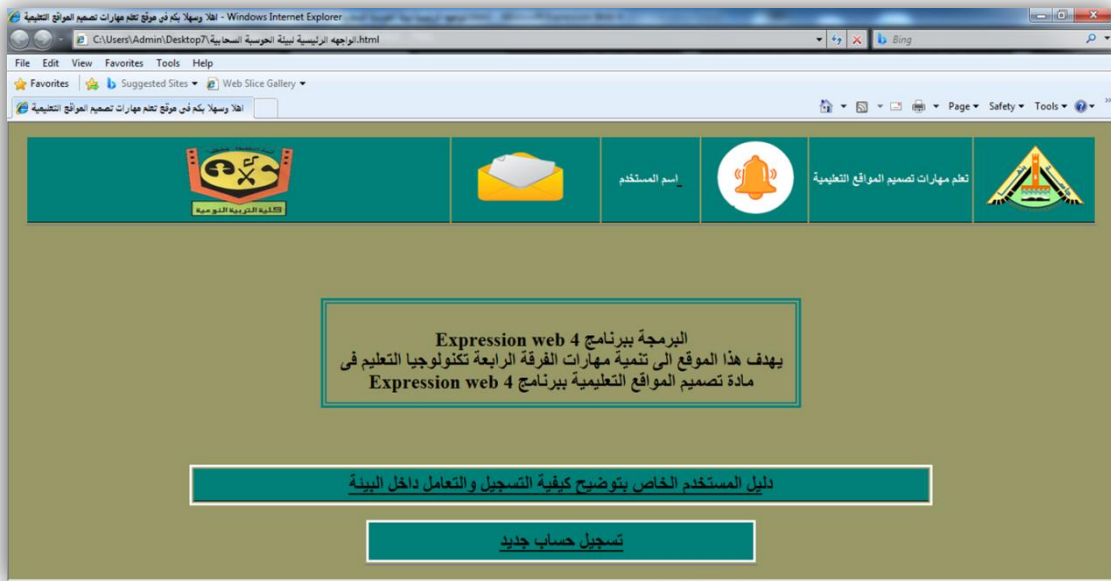 اهلا وسهلا بكم فى موقع تعلم مهارات تصميم المواقع التعليمية - Windows Internet Explorer
C:\Users\Admin\Desktop\7الواجهه الرئيسية لبيئة الحوسبة السحابية.html
Bing
File Edit View Favorites Tools Help
Favorites Suggested Sites Web Slice Gallery
اهلا وسهلا بكم فى موقع تعلم مهارات تصميم المواقع التعليمية
Page Safety Tools
تعلم مهارات تصميم المواقع التعليمية
إسم المستخدم
كلية التربية النوعية
البرمجة ببرنامج Expression web 4
يهدف هذا الموقع الى تنمية مهارات الفرقة الرابعة تكنولوجيا التعليم فى
مادة تصميم المواقع التعليمية ببرنامج Expression web 4
دليل المستخدم الخاص بتوضيح كيفية التسجيل والتعامل داخل البيئة
تسجيل حساب جديد